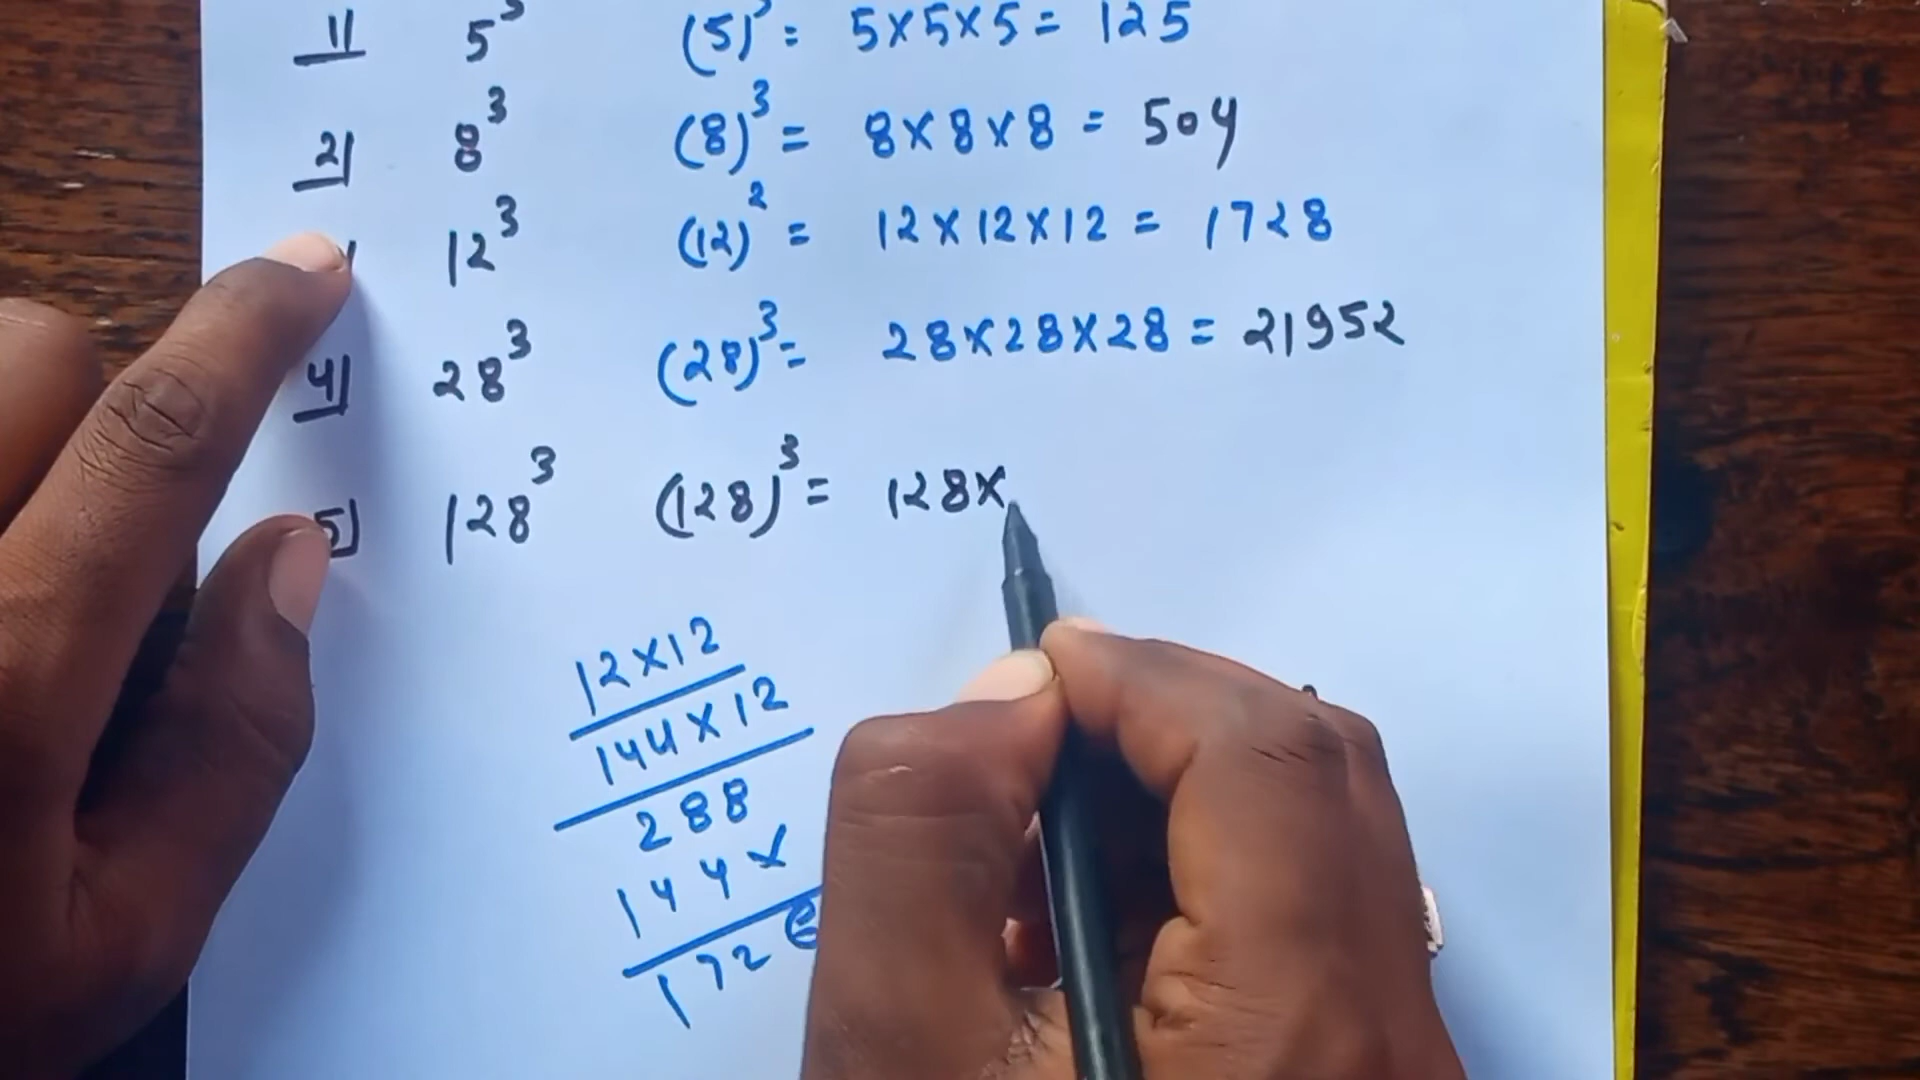 1] 5³ (5)³ = 5×5×5 = 125
2] 8³ (8)³ = 8×8×8 = 504
12³ (12)² = 12×12×12 = 1728
4] 28³ (28)³ = 28×28×28 = 21952
5] 128³ (128)³ = 128×
12×12
144×12
288
144×
172